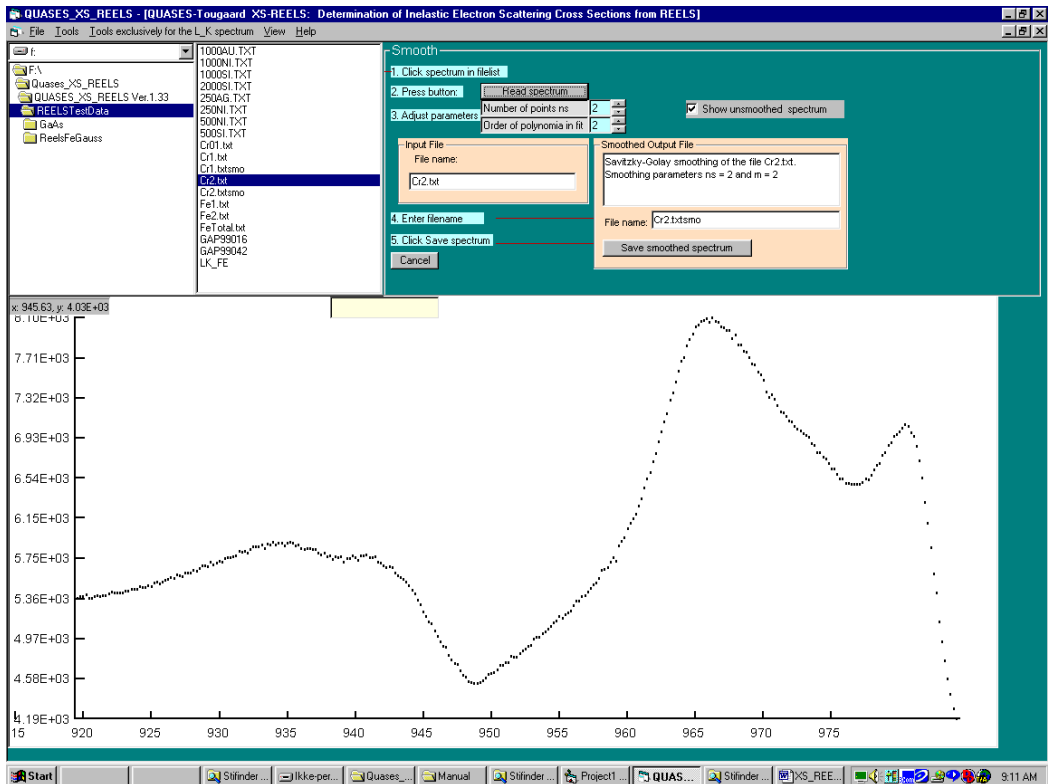 QUASES_XS_REELS - [QUASES-Tougaard XS-REELS: Determination of Inelastic Electron Scattering Cross Sections from REELS]
File Tools Tools exclusively for the L_K spectrum View Help
f:
F:\
Quases_XS_REELS
QUASES_XS_REELS Ver.1.33
REELSTestData
GaAs
ReelsFeGauss
1000AU.TXT
1000NI.TXT
1000SI.TXT
2000SI.TXT
250AG.TXT
250NI.TXT
500NI.TXT
500SI.TXT
Cr01.txt
Cr1.txt
Cr1.txtsmo
Cr2.txt
Cr2.txtsmo
Fe1.txt
Fe2.txt
FeTotal.txt
GAP99016
GAP99042
LK_FE
Smooth
1. Click spectrum in filelist
2. Press button: Head spectrum
3. Adjust parameters
Number of points ns 2
Order of polynomia in fit 2
Show unsmoothed spectrum
Input File
File name:
Cr2.txt
Smoothed Output File
Savitzky-Golay smoothing of the file Cr2.txt.
Smoothing parameters ns = 2 and m = 2
4. Enter filename
File name: Cr2.txtsmo
5. Click Save spectrum
Save smoothed spectrum
Cancel
x: 945.63, y: 4.03E+03
8.10E+03
7.71E+03
7.32E+03
6.93E+03
6.54E+03
6.15E+03
5.75E+03
5.36E+03
4.97E+03
4.58E+03
4.19E+03
15 920 925 930 935 940 945 950 955 960 965 970 975
Start Stifinder ... Ikke-per... Quases_... Manual Stifinder ... Project1 ... QUAS... Stifinder ... XS_REE... 9:11 AM